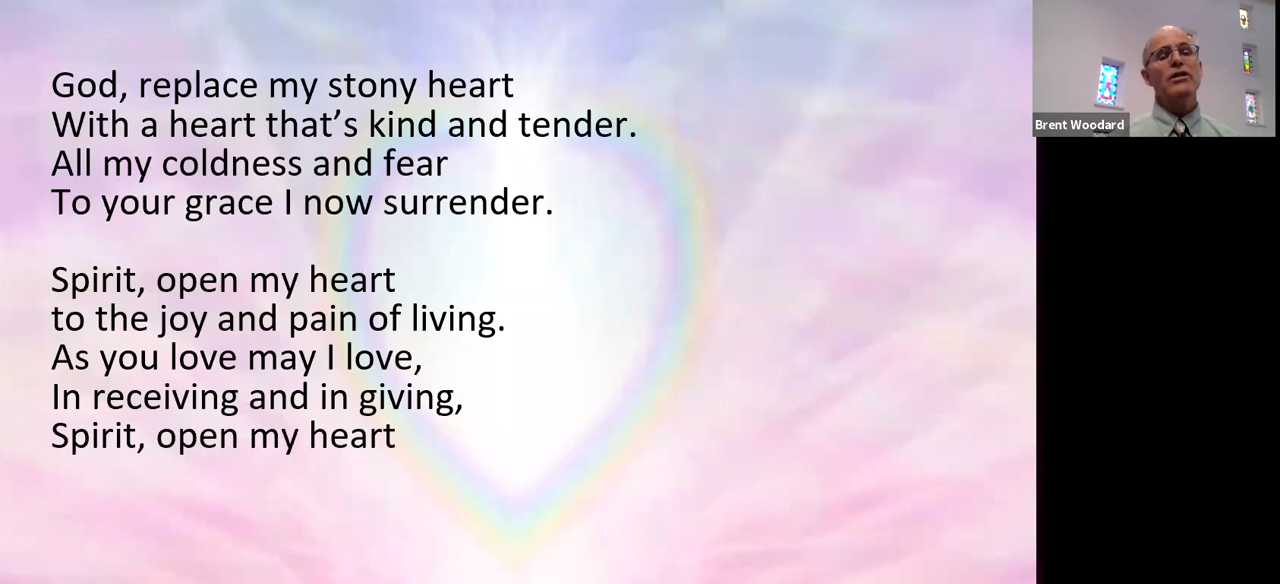 God, replace my stony heart
With a heart that’s kind and tender.
All my coldness and fear
To your grace I now surrender.
Spirit, open my heart
to the joy and pain of living.
As you love may I love,
In receiving and in giving,
Spirit, open my heart
Brent Woodard